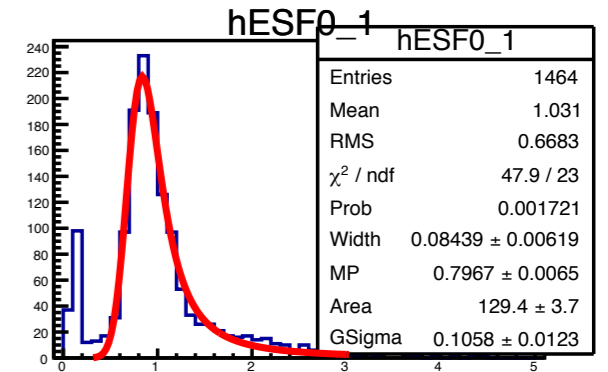 hESF0_1
hESF0_1
Entries 1464
Mean 1.031
RMS 0.6683
χ² / ndf 47.9 / 23
Prob 0.001721
Width 0.08439 ± 0.00619
MP 0.7967 ± 0.0065
Area 129.4 ± 3.7
GSigma 0.1058 ± 0.0123
240
220
200
180
160
140
120
100
80
60
40
20
0
0 1 2 3 4 5